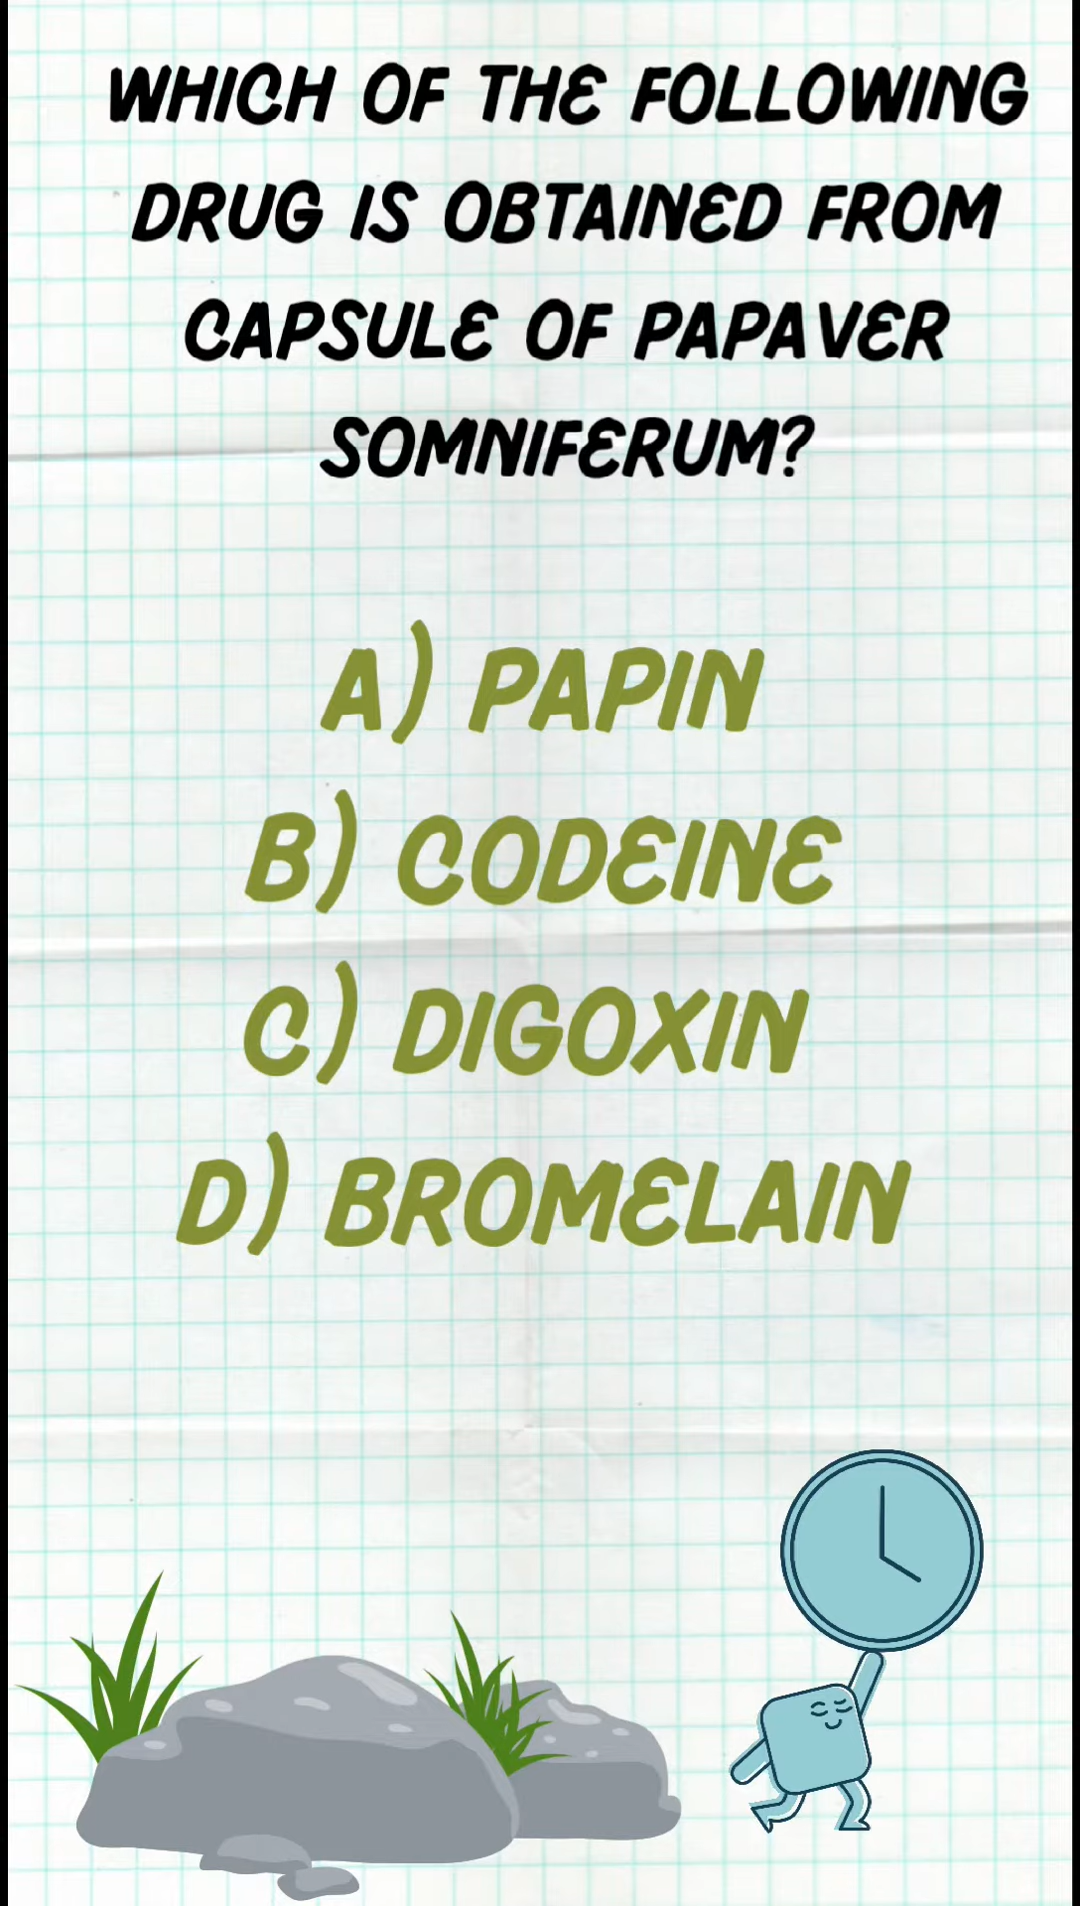 WHICH OF THE FOLLOWING
DRUG IS OBTAINED FROM
CAPSULE OF PAPAVER
SOMNIFERUM?
A) PAPIN
B) CODEINE
C) DIGOXIN
D) BROMELAIN